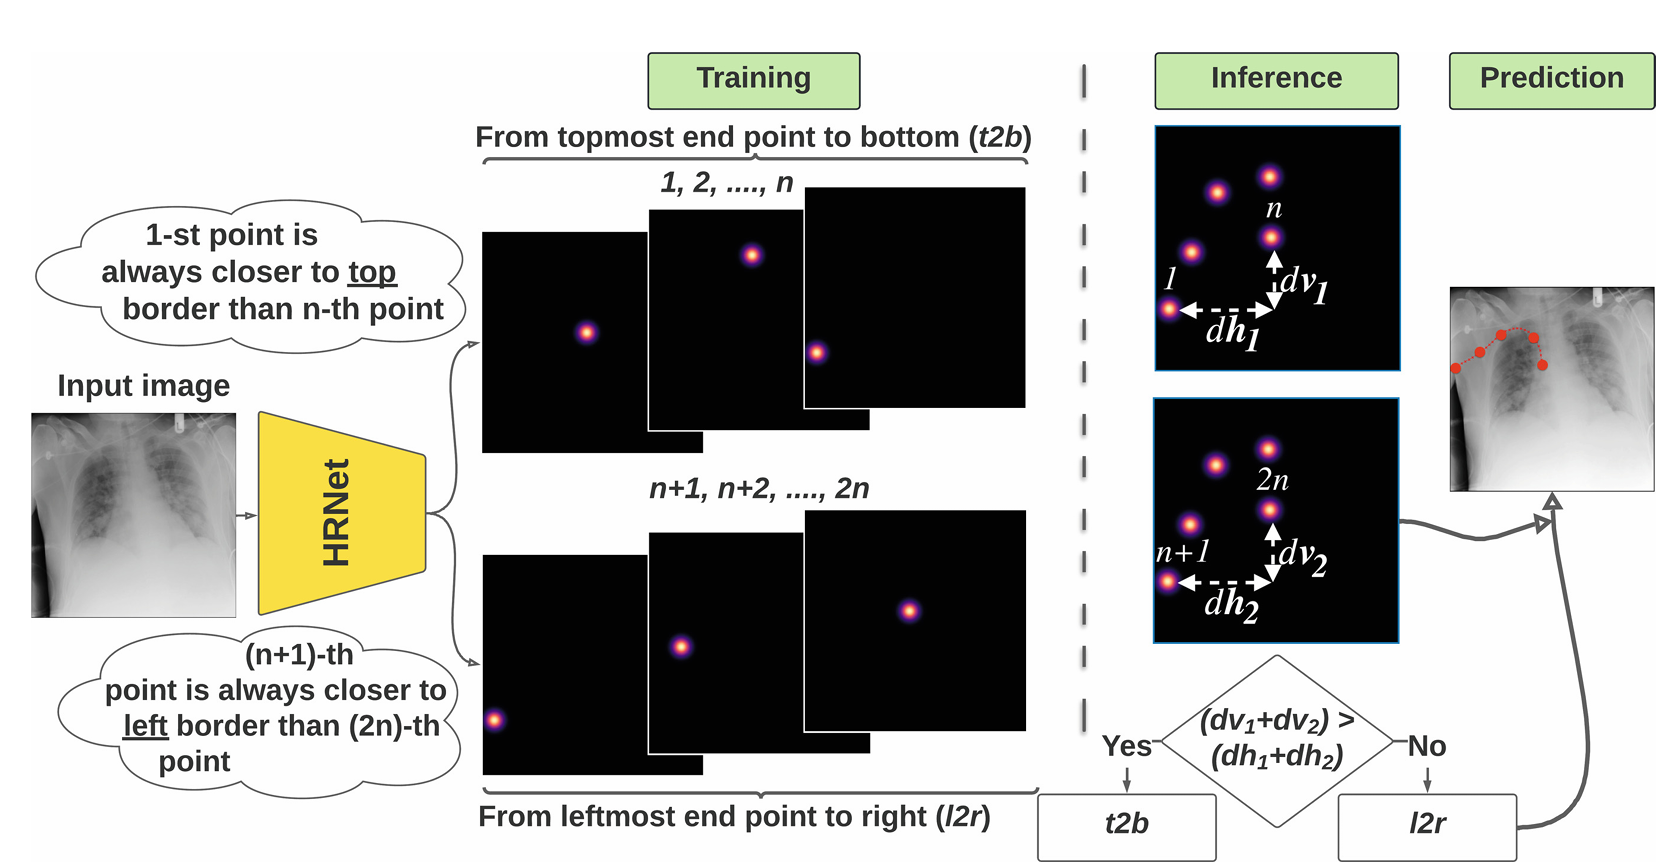 Training
Inference
Prediction
From topmost end point to bottom (t2b)
1, 2, ...., n
1-st point is
always closer to top
border than n-th point
Input image
HRNet
n+1, n+2, ...., 2n
(n+1)-th
point is always closer to
left border than (2n)-th
point
From leftmost end point to right (l2r)
n
1
dv1
dh1
2n
n+1
dv2
dh2
(dv1+dv2) >
(dh1+dh2)
Yes
No
t2b
l2r